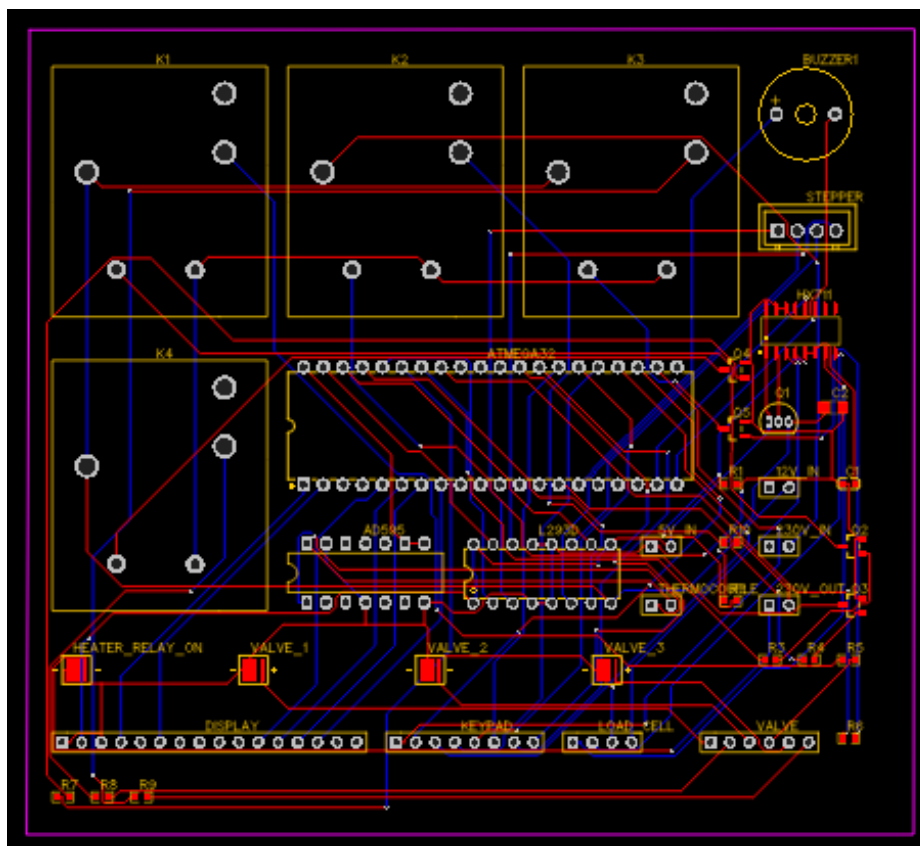 K1 K2 K3 BUZZER1
+
STEPPER
HX711
K4 ATMEGA32 Q4
Q1 C2
Q5
R1 12V_IN C1
AD595 L293D 5V_IN R10 230V_IN Q2
THERMOCOUPLE 230V_OUT Q3
HEATER_RELAY_ON VALVE_1 VALVE_2 VALVE_3 R3 R4 R5
- + - + - + - +
DISPLAY KEYPAD LOAD_CELL VALVE R6
R7 R8 R9